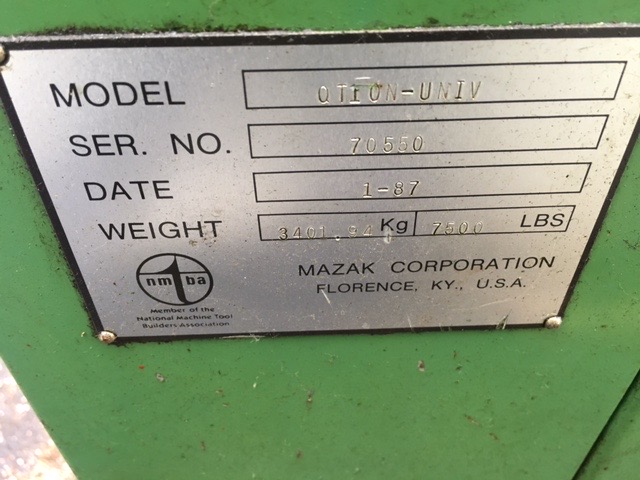 MODEL QT10N-UNIV
SER. NO. 70550
DATE 1-87
WEIGHT 3401.94 Kg 7500 LBS
nmtba
Member of the
National Machine Tool
Builders Association
MAZAK CORPORATION
FLORENCE, KY., U.S.A.